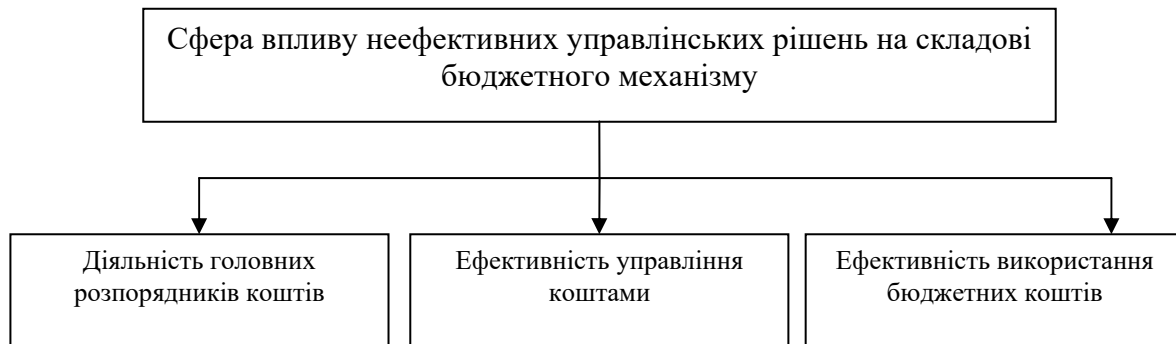 Сфера впливу неефективних управлінських рішень на складові
бюджетного механізму
Діяльність головних
розпорядників коштів
Ефективність управління
коштами
Ефективність використання
бюджетних коштів